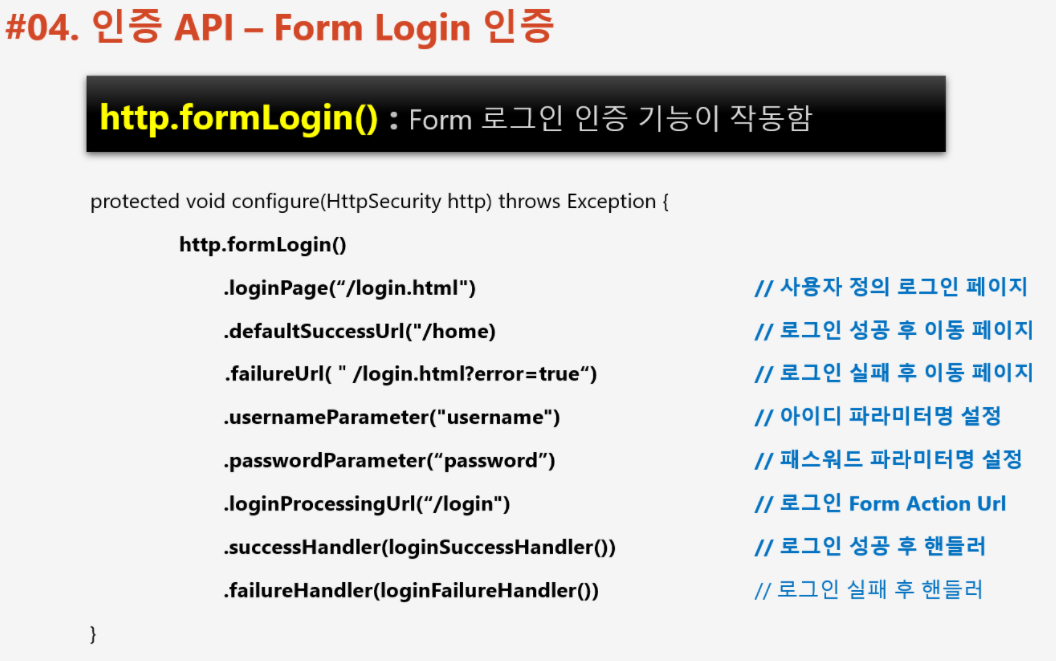 #04. 인증 API – Form Login 인증
http.formLogin() : Form 로그인 인증 기능이 작동함
protected void configure(HttpSecurity http) throws Exception {
http.formLogin()
.loginPage(“/login.html") // 사용자 정의 로그인 페이지
.defaultSuccessUrl("/home) // 로그인 성공 후 이동 페이지
.failureUrl( " /login.html?error=true“) // 로그인 실패 후 이동 페이지
.usernameParameter("username") // 아이디 파라미터명 설정
.passwordParameter(“password”) // 패스워드 파라미터명 설정
.loginProcessingUrl(“/login") // 로그인 Form Action Url
.successHandler(loginSuccessHandler()) // 로그인 성공 후 핸들러
.failureHandler(loginFailureHandler()) // 로그인 실패 후 핸들러
}